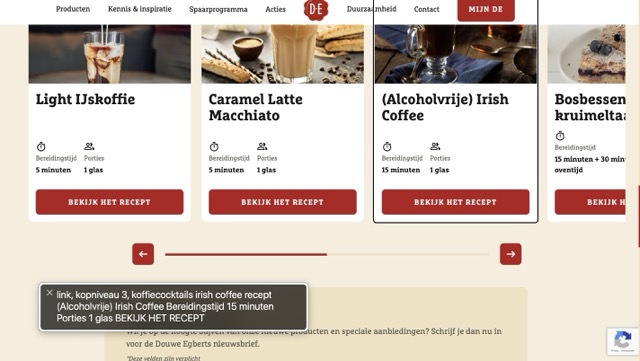 Producten Kennis & inspiratie Spaarprogramma Acties D·E Duurzaamheid Contact MIJN DE
Light IJskoffie
Bereidingstijd Porties
5 minuten 1 glas
BEKIJK HET RECEPT
Caramel Latte
Macchiato
Bereidingstijd Porties
5 minuten 1 glas
BEKIJK HET RECEPT
(Alcoholvrije) Irish
Coffee
Bereidingstijd Porties
15 minuten 1 glas
BEKIJK HET RECEPT
Bosbessen
kruimelta
Bereidingstijd
15 minuten + 30 min
oventijd
BEKIJK H
link, kopniveau 3, koffiecocktails irish coffee recept
(Alcoholvrije) Irish Coffee Bereidingstijd 15 minuten
Porties 1 glas BEKIJK HET RECEPT
Wil je op de hoogte blijven van onze nieuwe producten en speciale aanbiedingen? Schrijf je dan nu in
voor de Douwe Egberts nieuwsbrief.
*Deze velden zijn verplicht